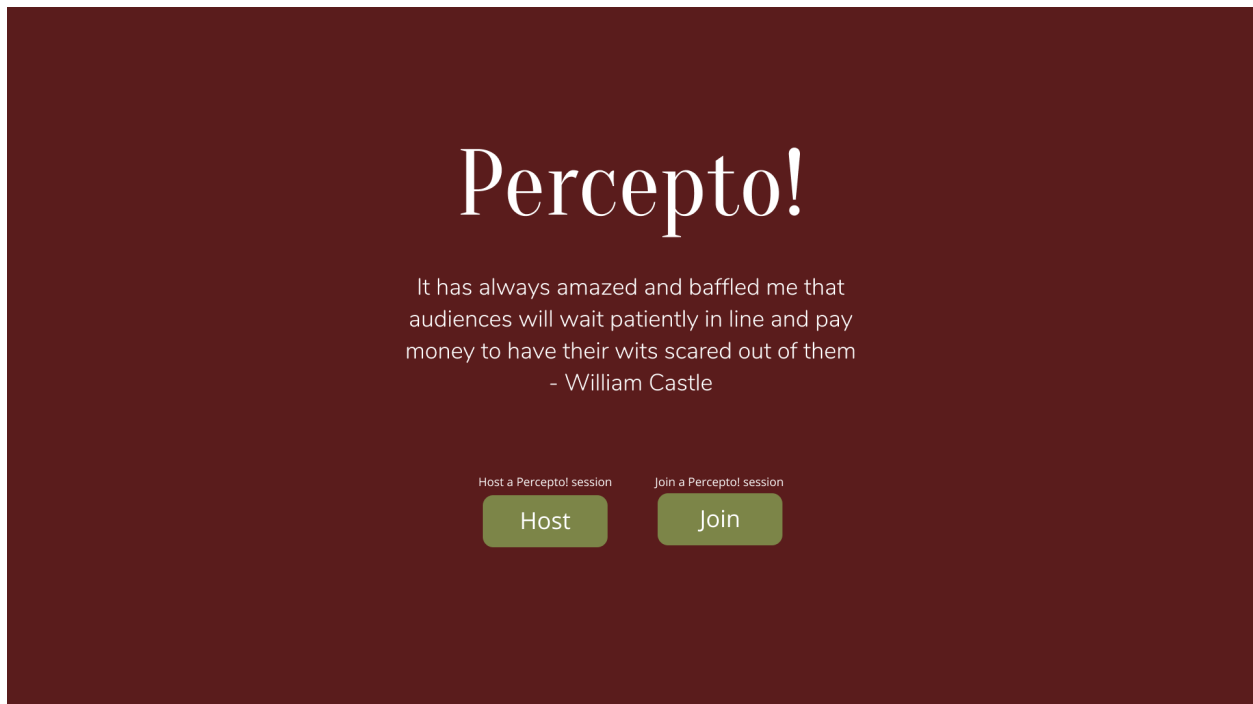 Percepto!
It has always amazed and baffled me that
audiences will wait patiently in line and pay
money to have their wits scared out of them
- William Castle
Host a Percepto! session
Join a Percepto! session
Host
Join